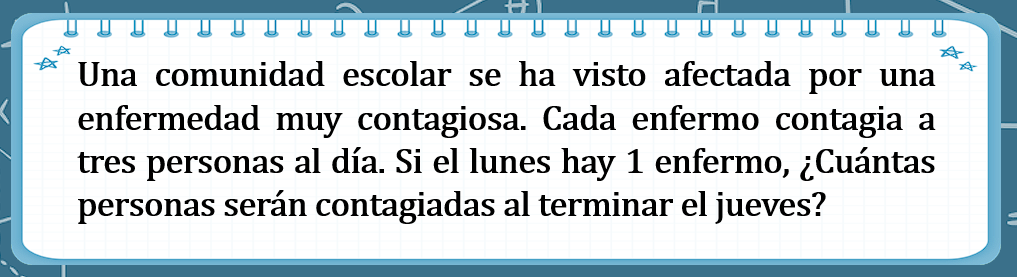 Una comunidad escolar se ha visto afectada por una
enfermedad muy contagiosa. Cada enfermo contagia a
tres personas al día. Si el lunes hay 1 enfermo, ¿Cuántas
personas serán contagiadas al terminar el jueves?